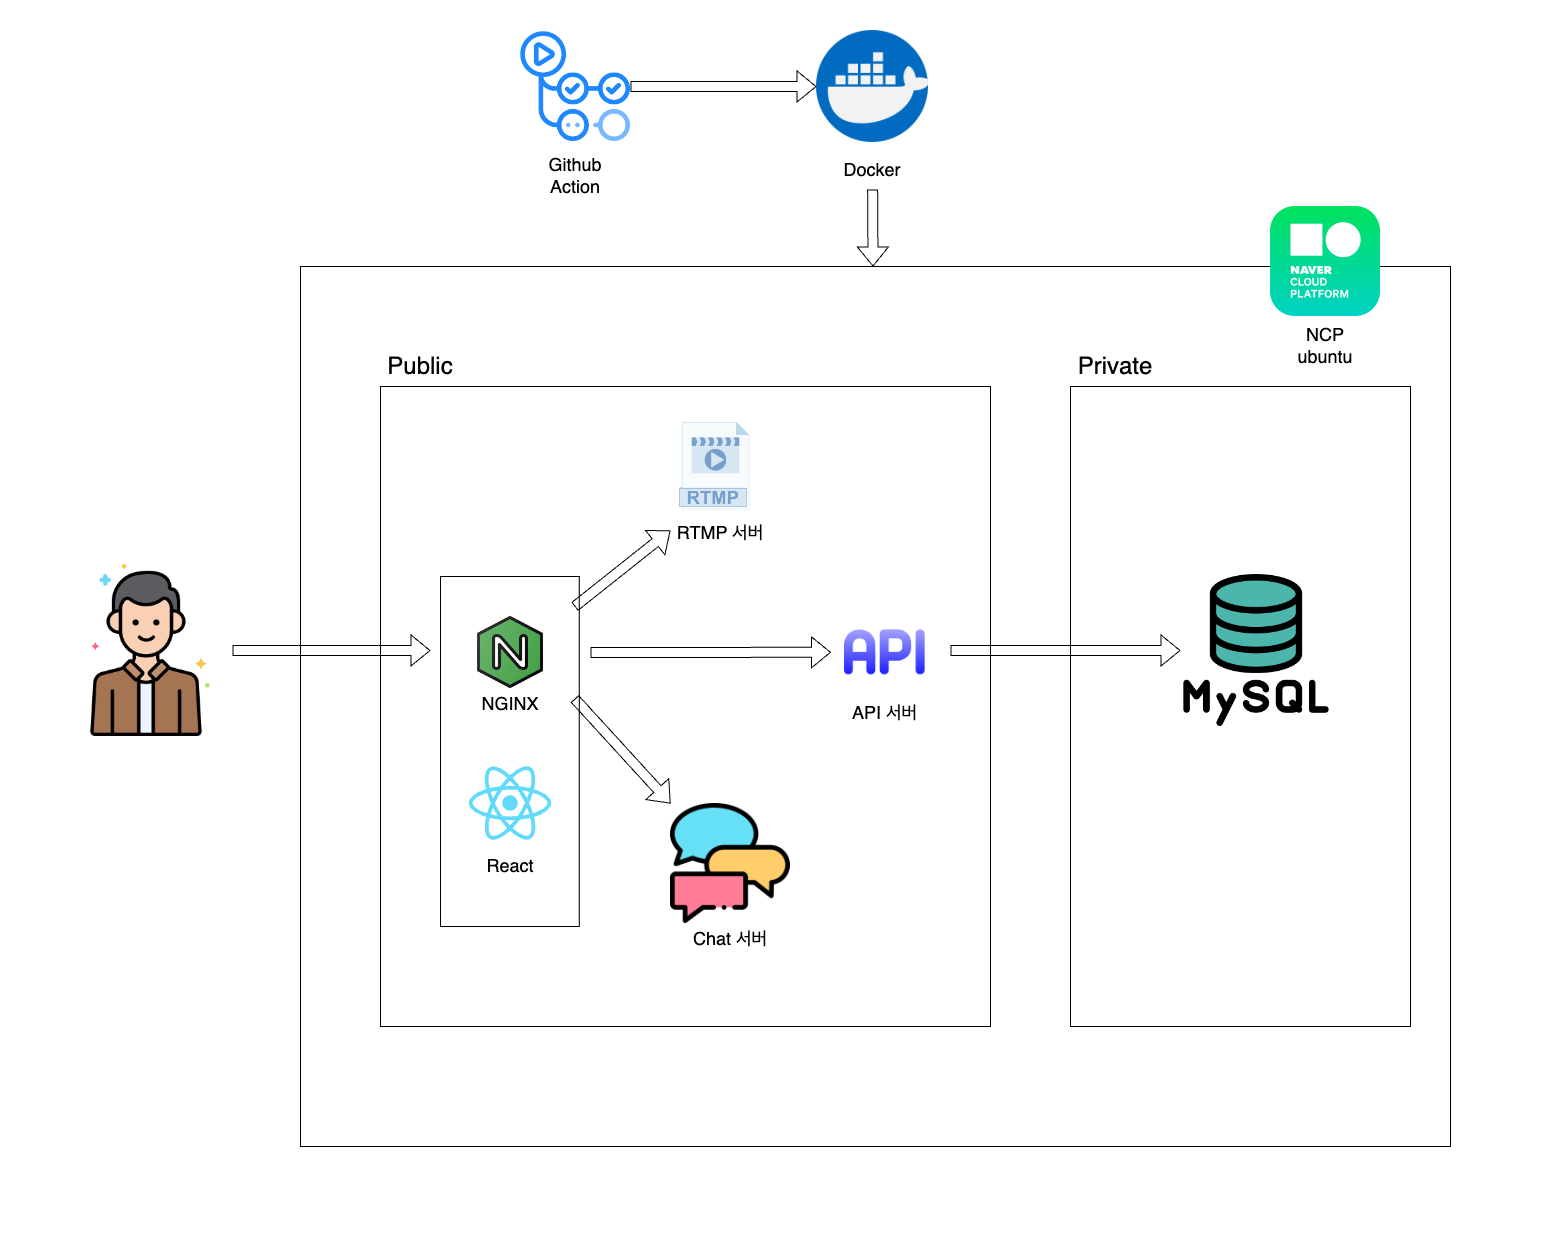 Github
Action
Docker
NAVER
CLOUD
PLATFORM
NCP
ubuntu
Public
Private
RTMP
RTMP 서버
NGINX
API
API 서버
MySQL
React
Chat 서버